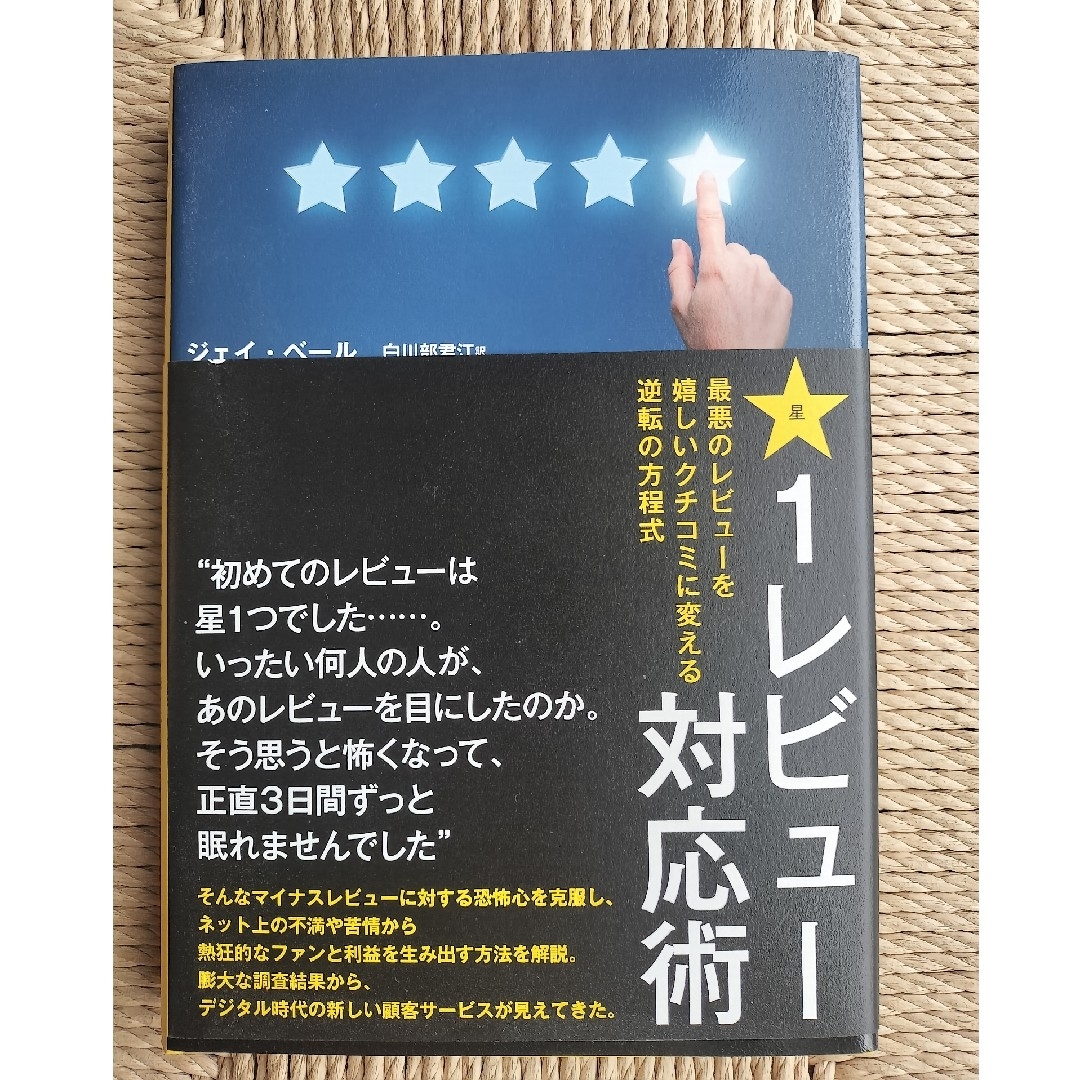 ジェイ・ベール 白川部君江訳
星
1レビュー
対応術
最悪のレビューを
嬉しいクチコミに変える
逆転の方程式
“初めてのレビューは
星1つでした……。
いったい何人の人が、
あのレビューを目にしたのか。
そう思うと怖くなって、
正直3日間ずっと
眠れませんでした”
そんなマイナスレビューに対する恐怖心を克服し、
ネット上の不満や苦情から
熱狂的なファンと利益を生み出す方法を解説。
膨大な調査結果から、
デジタル時代の新しい顧客サービスが見えてきた。